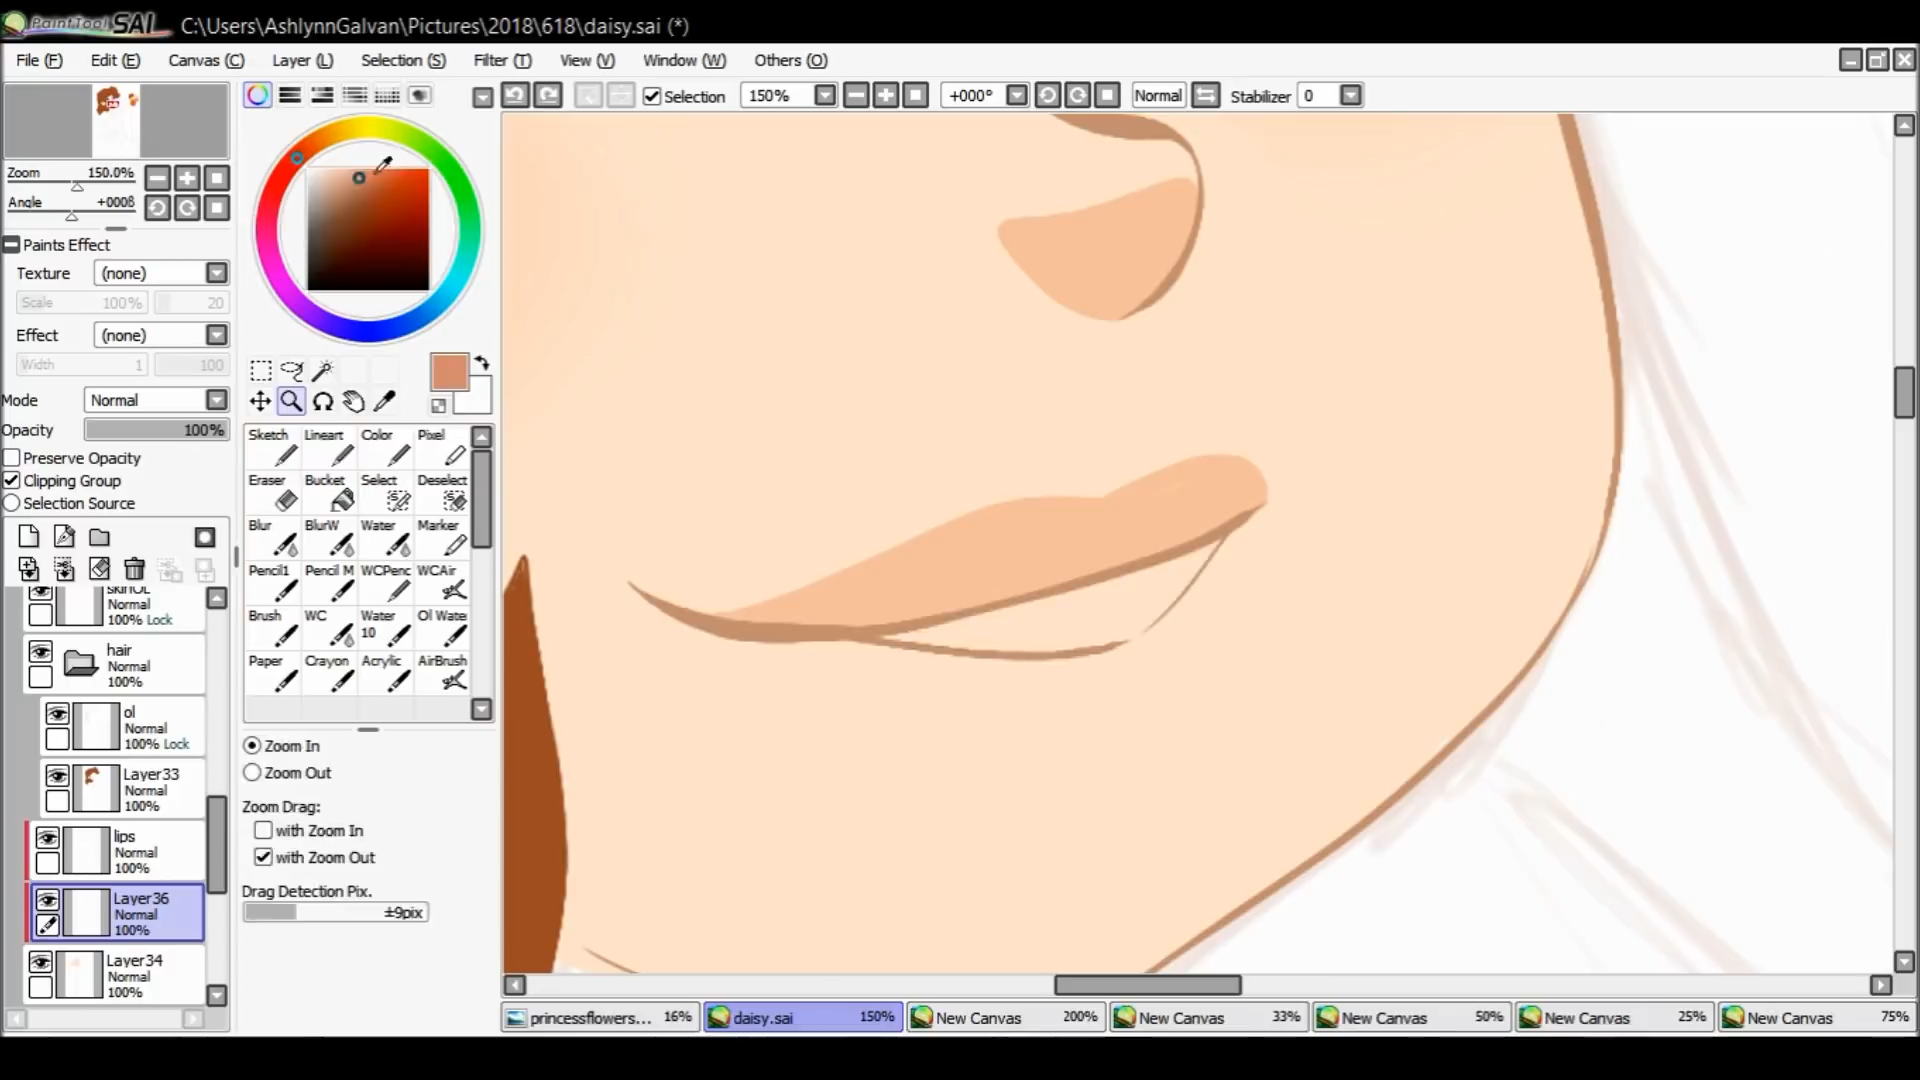 PaintTool SAI C:\Users\AshlynnGalvan\Pictures\2018\618\daisy.sai (*)
File (F) Edit (E) Canvas (C) Layer (L) Selection (S) Filter (T) View (V) Window (W) Others (O)
Selection 150% +000° Normal Stabilizer 0
Zoom 150.0%
Angle +000ß
Paints Effect
Texture (none)
Scale 100% 20
Effect (none)
Width 1 100
Mode Normal
Opacity 100%
Preserve Opacity
Clipping Group
Selection Source
skinOL
Normal
100% Lock
hair
Normal
100%
ol
Normal
100% Lock
Layer33
Normal
100%
lips
Normal
100%
Layer36
Normal
100%
Layer34
Normal
100%
Sketch Lineart Color Pixel
Eraser Bucket Select Deselect
Blur BlurW Water Marker
Pencil1 Pencil M WCPenc WCAir
Brush WC Water 10 Ol Wate
Paper Crayon Acrylic AirBrush
Zoom In
Zoom Out
Zoom Drag:
with Zoom In
with Zoom Out
Drag Detection Pix.
±9pix
princessflowers... 16% daisy.sai 150% New Canvas 200% New Canvas 33% New Canvas 50% New Canvas 25% New Canvas 75%